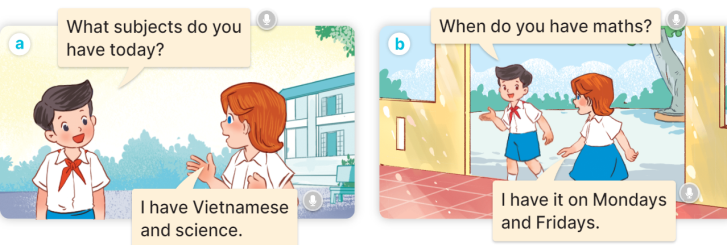 a
What subjects do you
have today?
I have Vietnamese
and science.
b
When do you have maths?
I have it on Mondays
and Fridays.